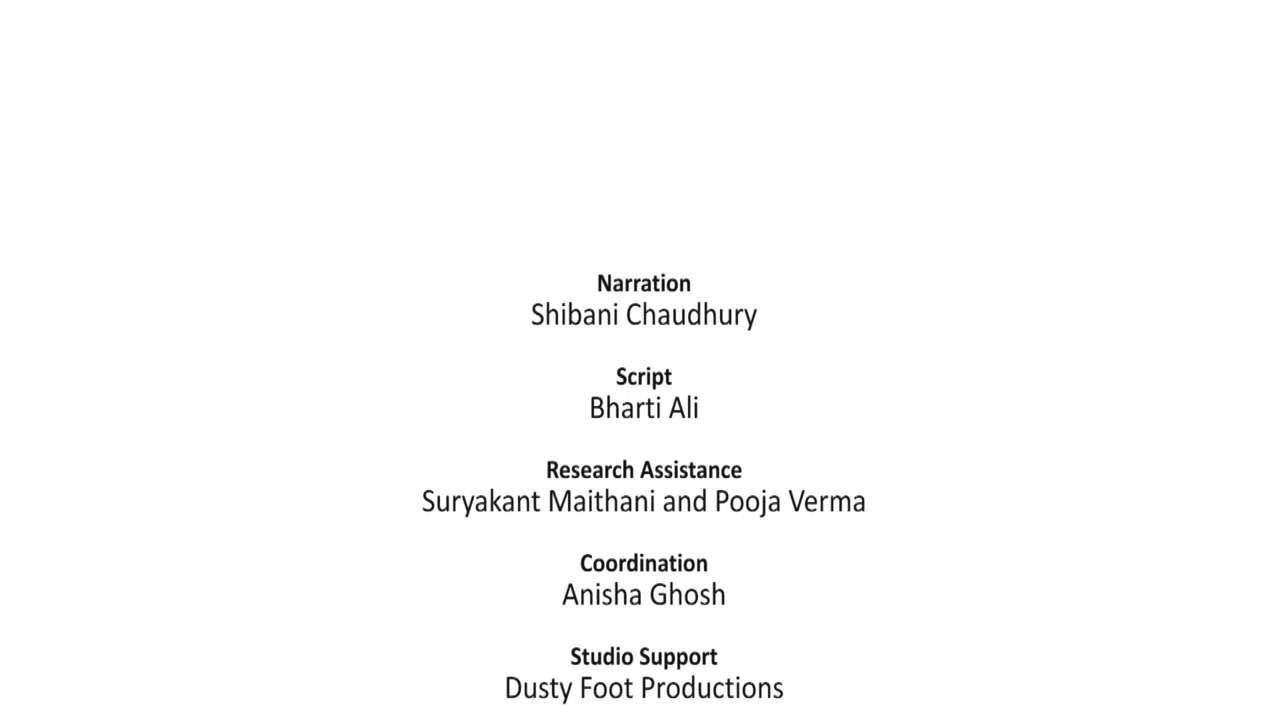 Narration
Shibani Chaudhury
Script
Bharti Ali
Research Assistance
Suryakant Maithani and Pooja Verma
Coordination
Anisha Ghosh
Studio Support
Dusty Foot Productions